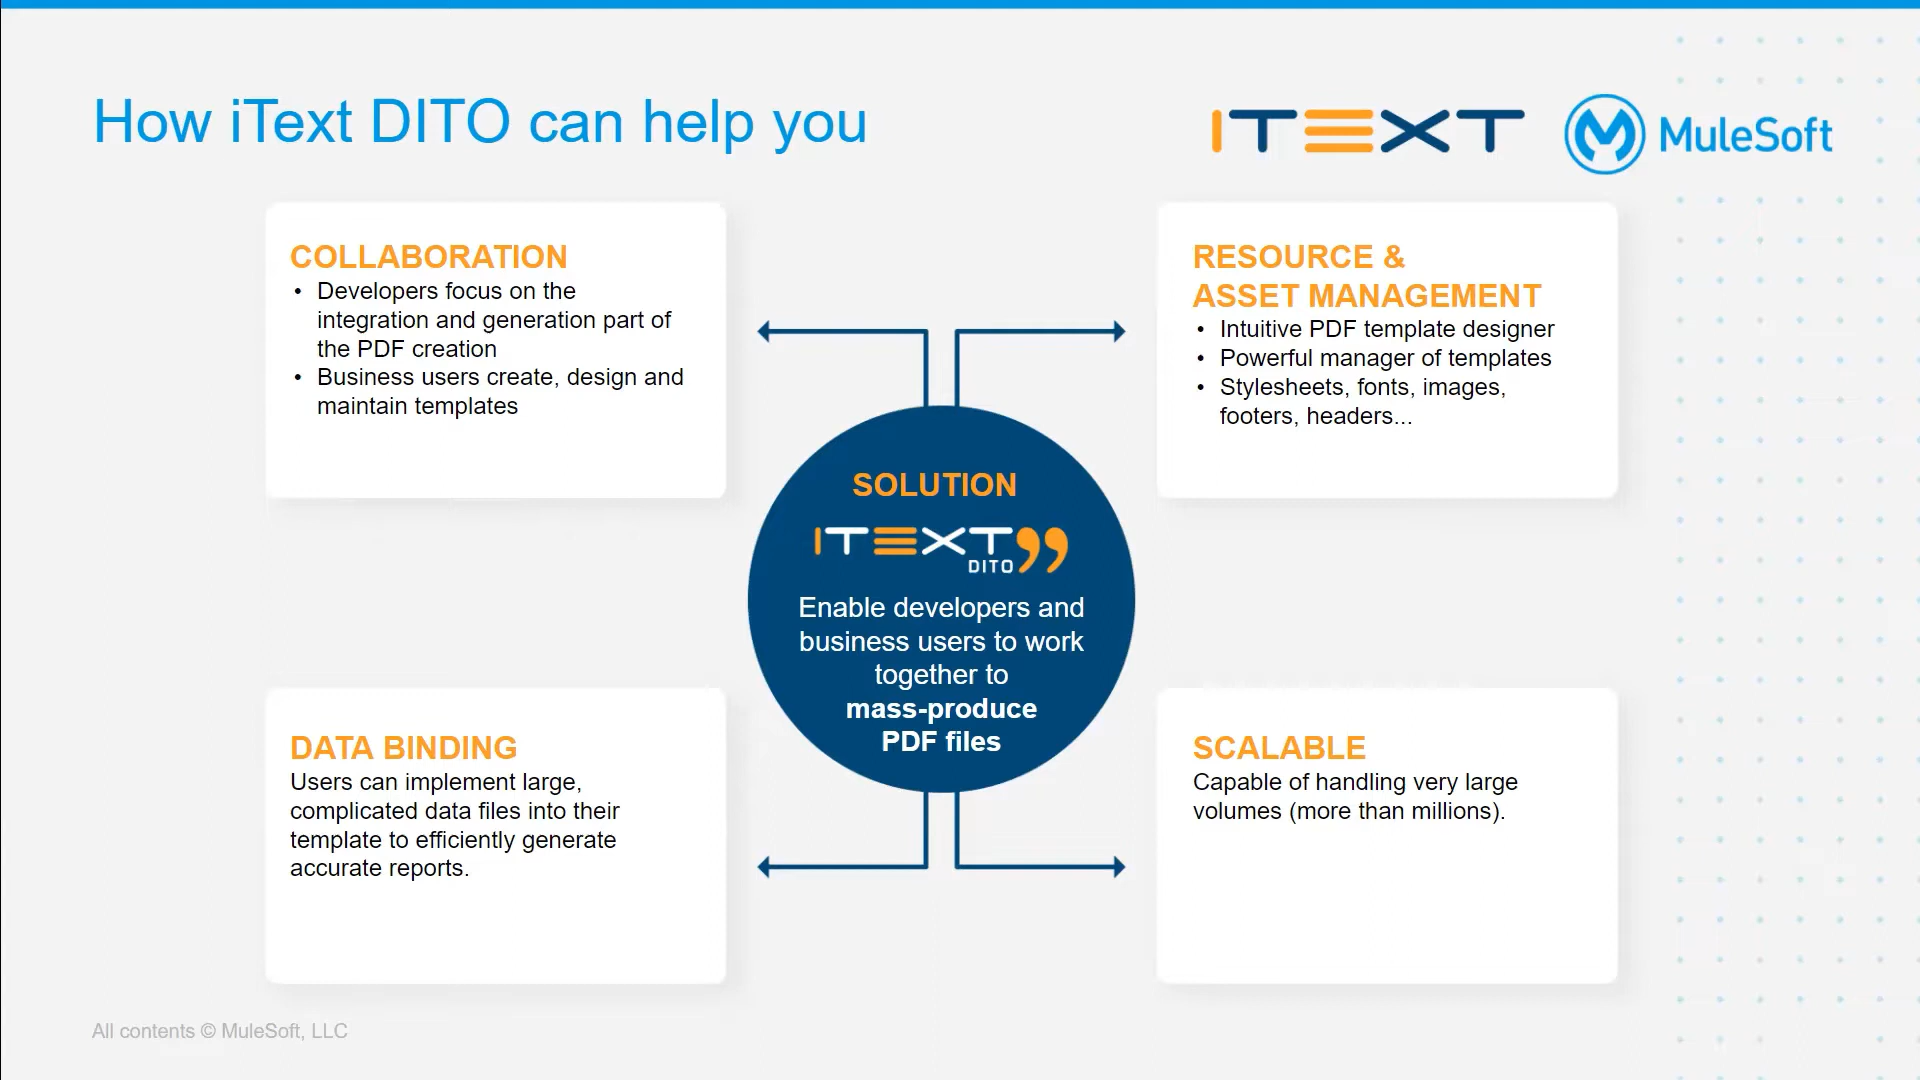 How iText DITO can help you
ITEXT
MuleSoft
COLLABORATION
• Developers focus on the
integration and generation part of
the PDF creation
• Business users create, design and
maintain templates
RESOURCE &
ASSET MANAGEMENT
• Intuitive PDF template designer
• Powerful manager of templates
• Stylesheets, fonts, images,
footers, headers...
SOLUTION
ITEXT
DITO
Enable developers and
business users to work
together to
mass-produce
PDF files
DATA BINDING
Users can implement large,
complicated data files into their
template to efficiently generate
accurate reports.
SCALABLE
Capable of handling very large
volumes (more than millions).
All contents © MuleSoft, LLC